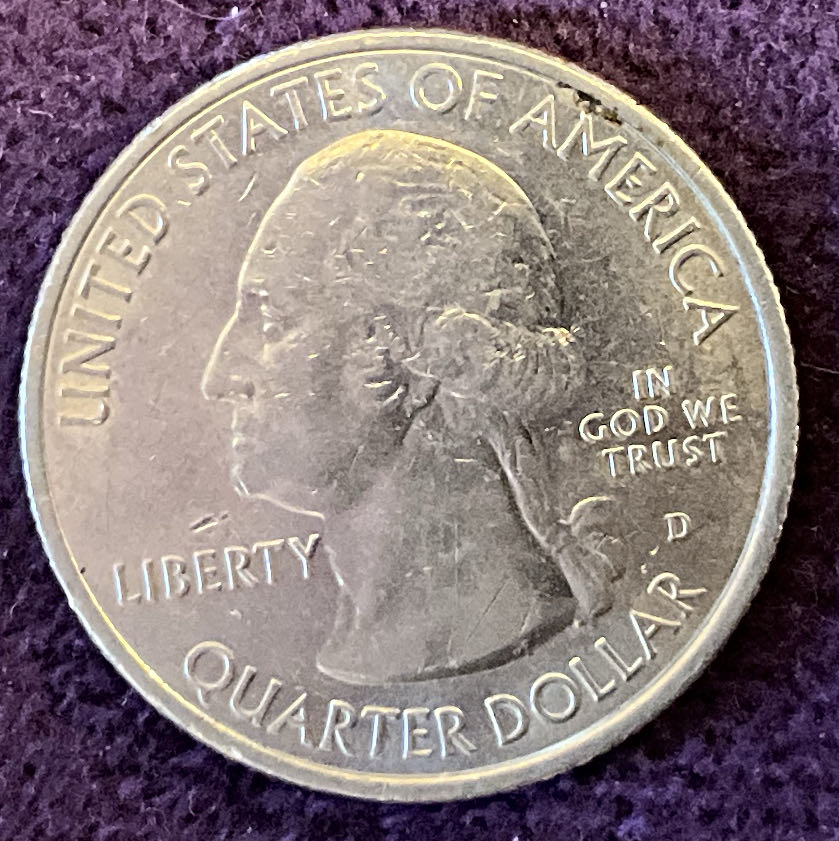 UNITED STATES OF AMERICA
IN
GOD WE
TRUST
D
LIBERTY
QUARTER DOLLAR